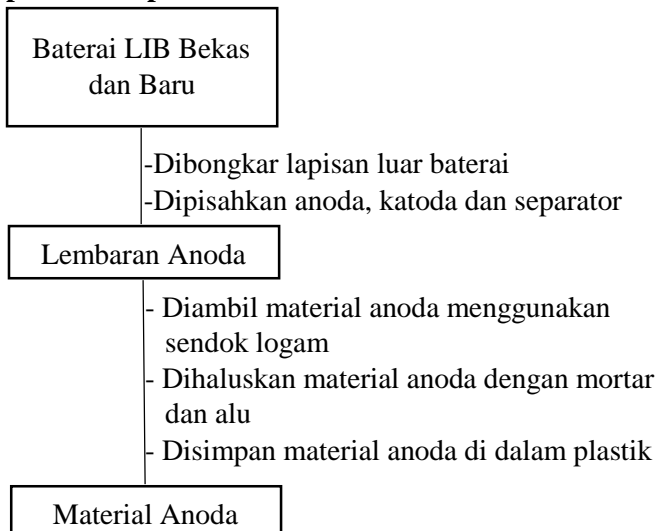 Baterai LIB Bekas
dan Baru
-Dibongkar lapisan luar baterai
-Dipisahkan anoda, katoda dan separator
Lembaran Anoda
- Diambil material anoda menggunakan
sendok logam
- Dihaluskan material anoda dengan mortar
dan alu
- Disimpan material anoda di dalam plastik
Material Anoda